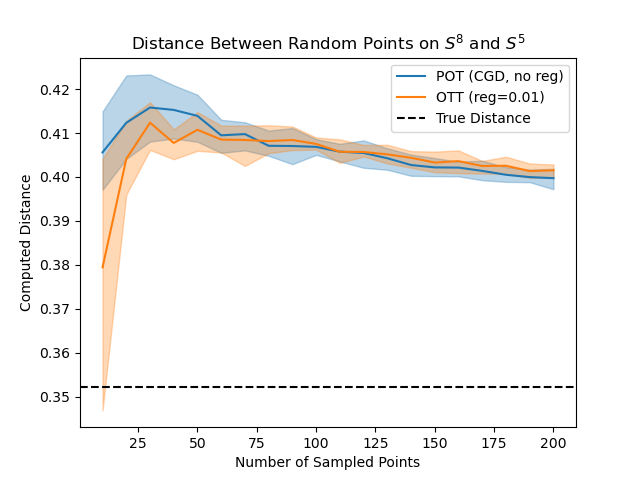 Distance Between Random Points on $S^8$ and $S^5$
POT (CGD, no reg)
OTT (reg=0.01)
True Distance
Computed Distance
0.42
0.41
0.40
0.39
0.38
0.37
0.36
0.35
25 50 75 100 125 150 175 200
Number of Sampled Points